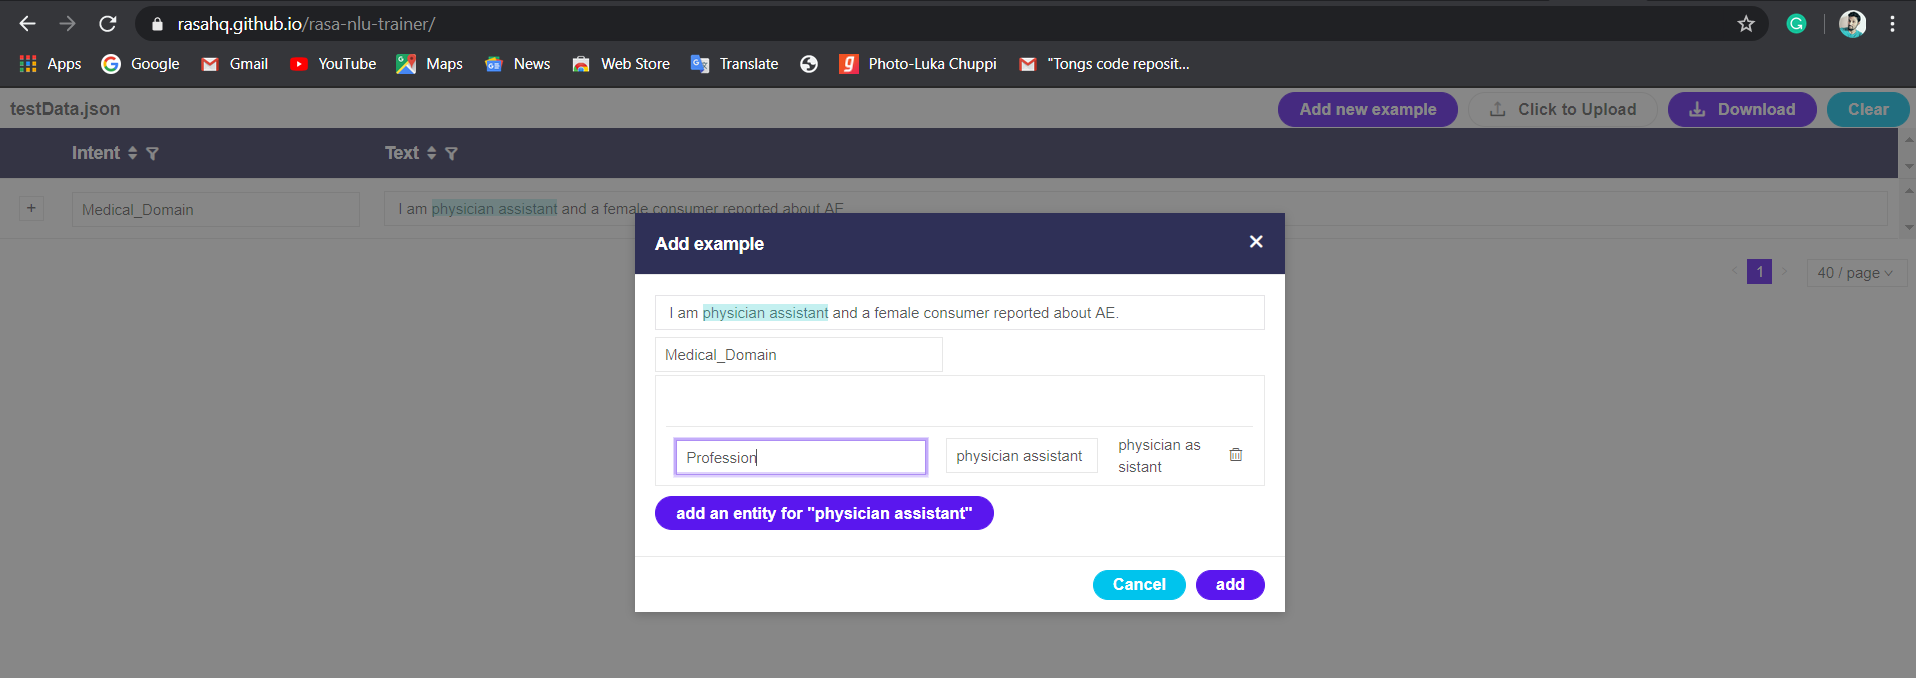 rasahq.github.io/rasa-nlu-trainer/
Apps Google Gmail YouTube Maps News Web Store Translate Photo-Luka Chuppi "Tongs code reposit...
testData.json Add new example Click to Upload Download Clear
Intent Text
+ Medical_Domain I am physician assistant and a female consumer reported about AE
Add example
1 40 / page
I am physician assistant and a female consumer reported about AE.
Medical_Domain
Profession physician assistant physician as
sistant
add an entity for "physician assistant"
Cancel add